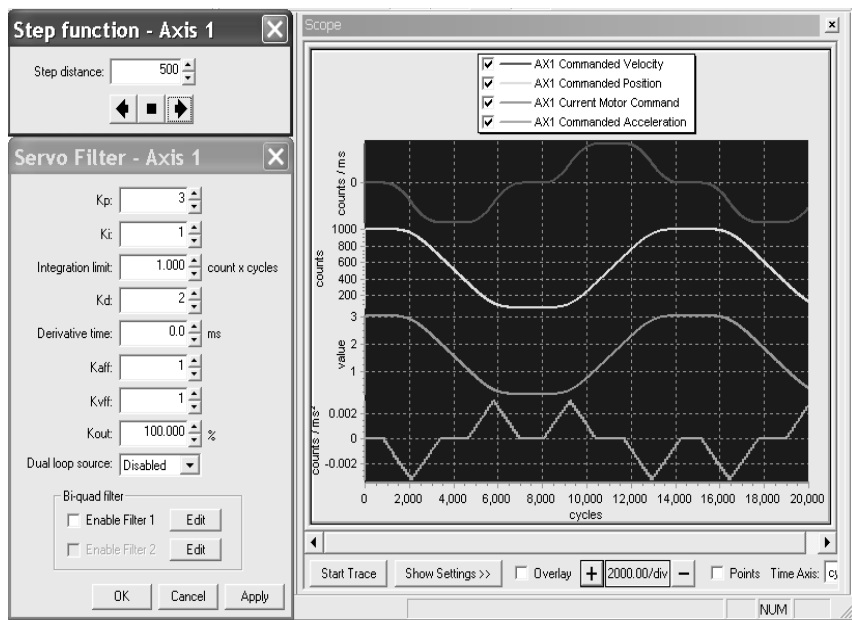 Step function - Axis 1
Step distance: 500
Servo Filter - Axis 1
Kp: 3
Ki: 1
Integration limit: 1.000 count x cycles
Kd: 2
Derivative time: 0.0 ms
Kaff: 1
Kvff: 1
Kout: 100.000 %
Dual loop source: Disabled
Bi-quad filter
Enable Filter 1 Edit
Enable Filter 2 Edit
OK Cancel Apply
Scope
AX1 Commanded Velocity
AX1 Commanded Position
AX1 Current Motor Command
AX1 Commanded Acceleration
counts / ms
0
counts
1000
800
600
400
200
value
3
2
1
counts / ms²
0.002
0
-0.002
0 2,000 4,000 6,000 8,000 10,000 12,000 14,000 16,000 18,000 20,000
cycles
Start Trace Show Settings >> Overlay + 2000.00/div − Points Time Axis: cy
NUM